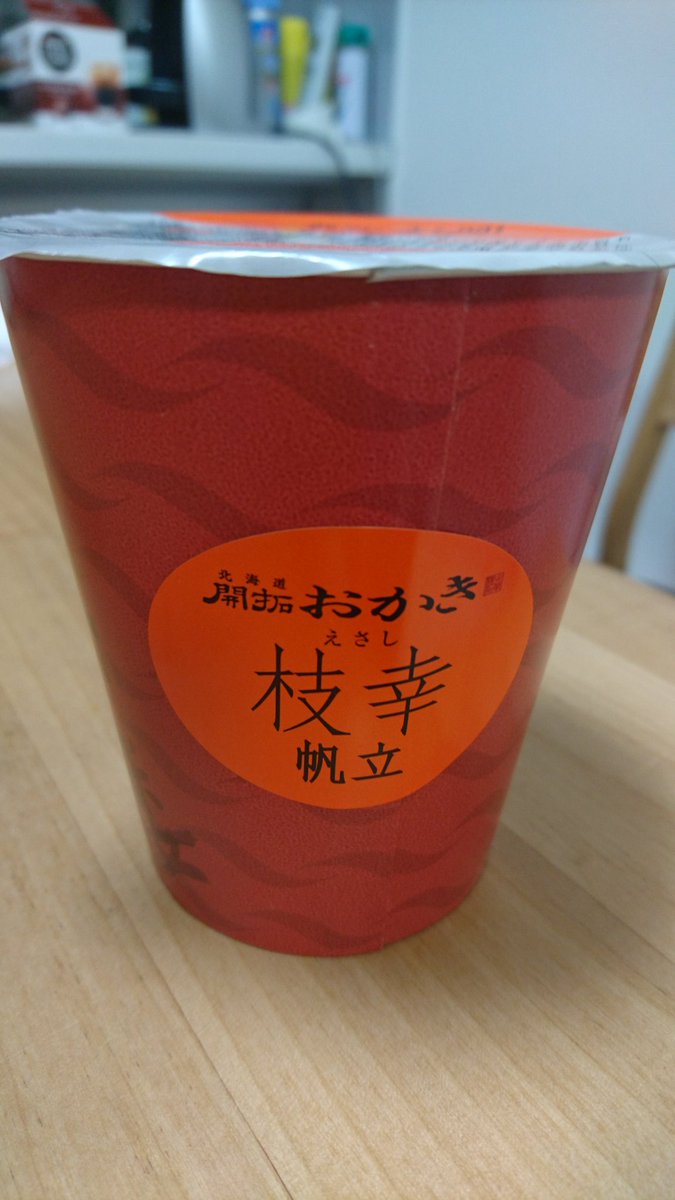 北海道
開拓おかき
えさし
枝幸
帆立